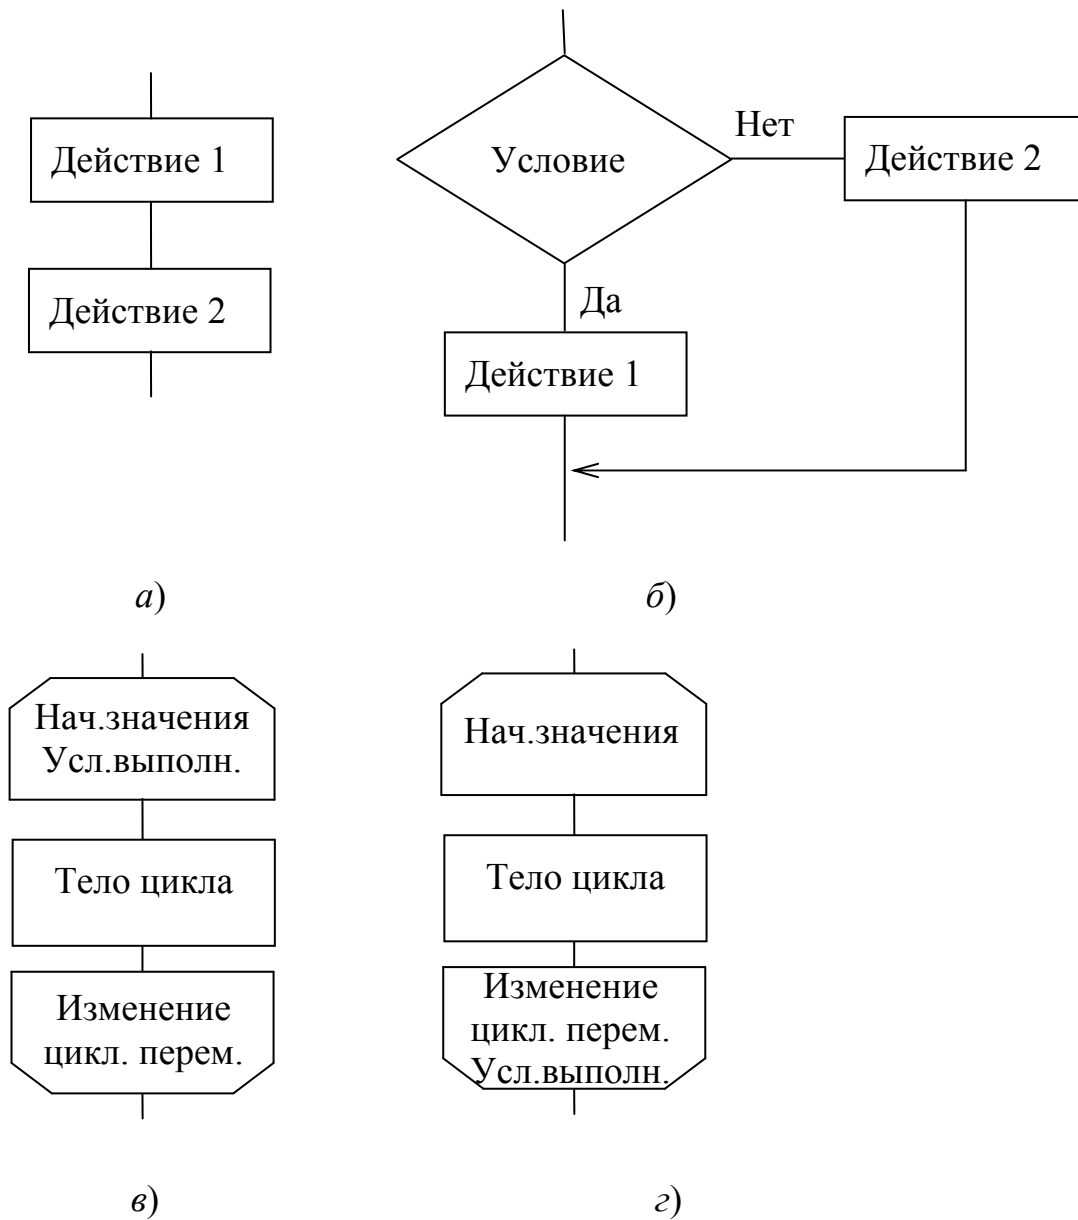 Действие 1
Действие 2
а)
Условие
Нет
Действие 2
Да
Действие 1
б)
Нач.значения
Усл.выполн.
Тело цикла
Изменение
цикл. перем.
в)
Нач.значения
Тело цикла
Изменение
цикл. перем.
Усл.выполн.
г)